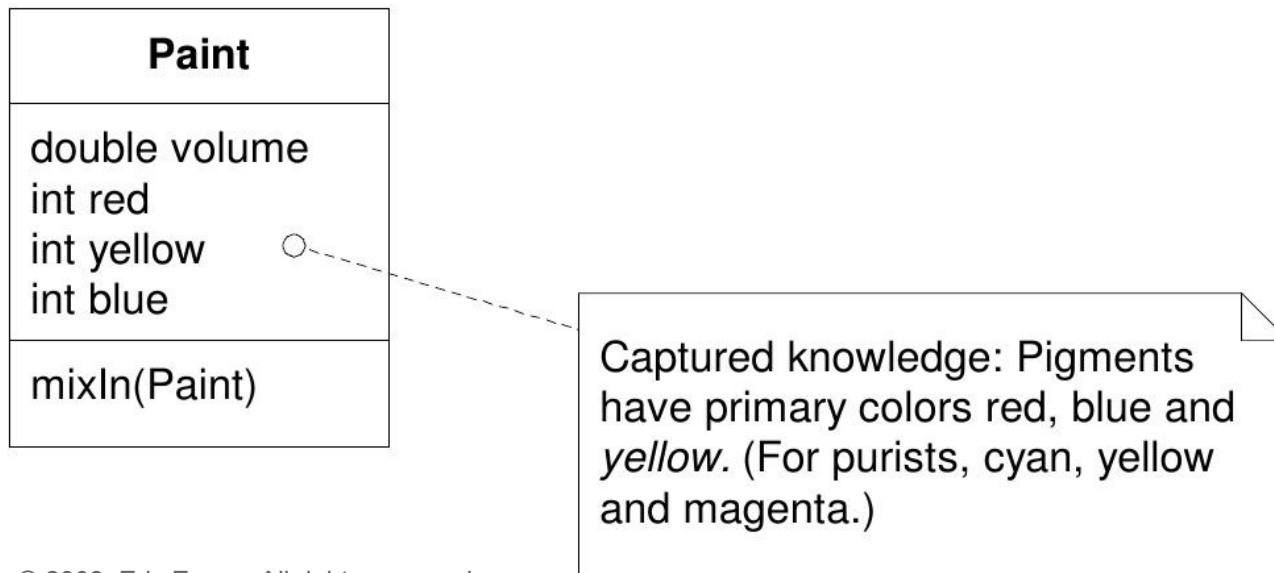 Paint
double volume
int red
int yellow
int blue
mixIn(Paint)
Captured knowledge: Pigments
have primary colors red, blue and
yellow. (For purists, cyan, yellow
and magenta.)